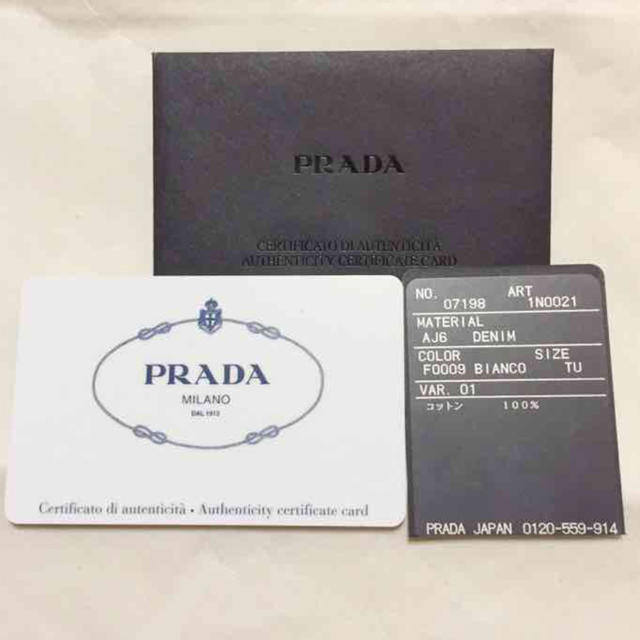 PRADA
CERTIFICATO DI AUTENTICITÀ
AUTHENTICITY CERTIFICATE CARD
PRADA
MILANO
DAL 1913
Certificato di autenticità • Authenticity certificate card
NO. ART
07198 1N0021
MATERIAL
AJ6 DENIM
COLOR SIZE
F0009 BIANCO TU
VAR. 01
コットン 100%
PRADA JAPAN 0120-559-914